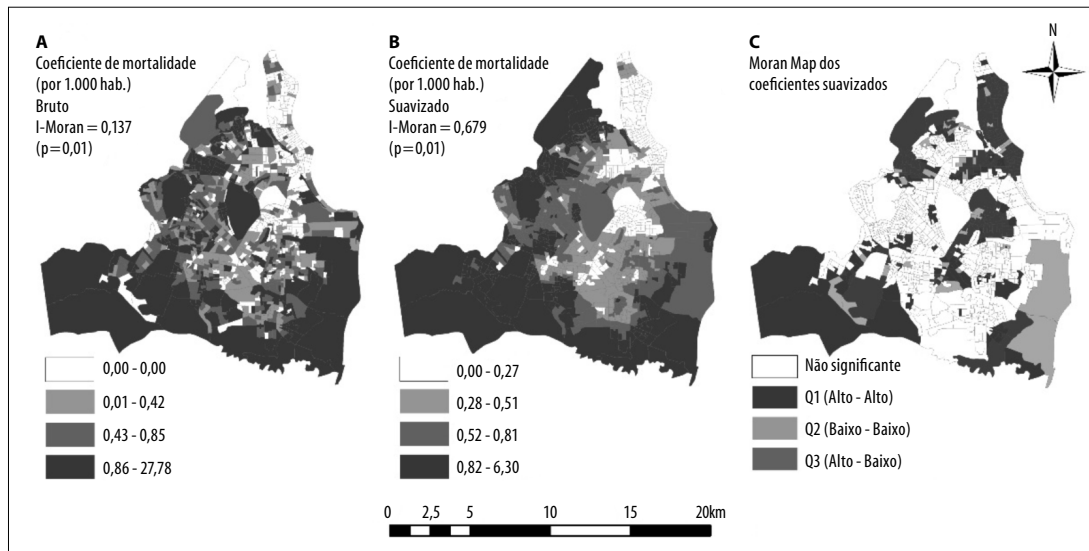 A
Coeficiente de mortalidade
(por 1.000 hab.)
Bruto
I-Moran = 0,137
(p=0,01)
0,00 - 0,00
0,01 - 0,42
0,43 - 0,85
0,86 - 27,78
B
Coeficiente de mortalidade
(por 1.000 hab.)
Suavizado
I-Moran = 0,679
(p=0,01)
0,00 - 0,27
0,28 - 0,51
0,52 - 0,81
0,82 - 6,30
C
Moran Map dos
coeficientes suavizados
N
Não significante
Q1 (Alto - Alto)
Q2 (Baixo - Baixo)
Q3 (Alto - Baixo)
0 2,5 5 10 15 20km